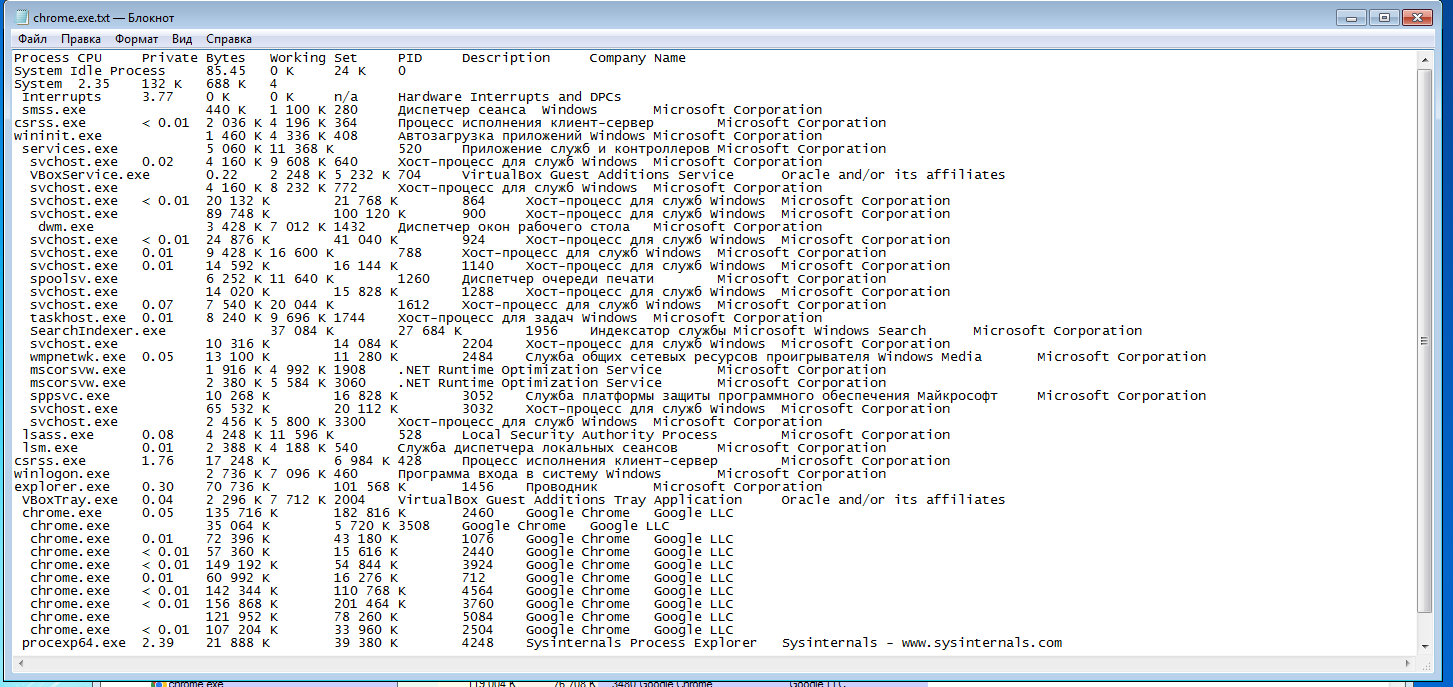 chrome.exe.txt — Блокнот
Файл Правка Формат Вид Справка
Process CPU Private Bytes Working Set PID Description Company Name
System Idle Process 85.45 0 K 24 K 0
System 2.35 132 K 688 K 4
Interrupts 3.77 0 K 0 K n/a Hardware Interrupts and DPCs
smss.exe 440 K 1 100 K 280 Диспетчер сеанса Windows Microsoft Corporation
csrss.exe < 0.01 2 036 K 4 196 K 364 Процесс исполнения клиент-сервер Microsoft Corporation
wininit.exe 1 460 K 4 336 K 408 Автозагрузка приложений Windows Microsoft Corporation
services.exe 5 060 K 11 368 K 520 Приложение служб и контроллеров Microsoft Corporation
svchost.exe 0.02 4 160 K 9 608 K 640 Хост-процесс для служб Windows Microsoft Corporation
VBoxService.exe 0.22 2 248 K 5 232 K 704 VirtualBox Guest Additions Service Oracle and/or its affiliates
svchost.exe 4 160 K 8 232 K 772 Хост-процесс для служб Windows Microsoft Corporation
svchost.exe < 0.01 20 132 K 21 768 K 864 Хост-процесс для служб Windows Microsoft Corporation
svchost.exe 89 748 K 100 120 K 900 Хост-процесс для служб Windows Microsoft Corporation
dwm.exe 3 428 K 7 012 K 1432 Диспетчер окон рабочего стола Microsoft Corporation
svchost.exe < 0.01 24 876 K 41 040 K 924 Хост-процесс для служб Windows Microsoft Corporation
svchost.exe 0.01 9 428 K 16 600 K 788 Хост-процесс для служб Windows Microsoft Corporation
svchost.exe 0.01 14 592 K 16 144 K 1140 Хост-процесс для служб Windows Microsoft Corporation
spoolsv.exe 6 252 K 11 640 K 1260 Диспетчер очереди печати Microsoft Corporation
svchost.exe 14 020 K 15 828 K 1288 Хост-процесс для служб Windows Microsoft Corporation
svchost.exe 0.07 7 540 K 20 044 K 1612 Хост-процесс для служб Windows Microsoft Corporation
taskhost.exe 0.01 8 240 K 9 696 K 1744 Хост-процесс для задач Windows Microsoft Corporation
SearchIndexer.exe 37 084 K 27 684 K 1956 Индексатор службы Microsoft Windows Search Microsoft Corporation
svchost.exe 10 316 K 14 084 K 2204 Хост-процесс для служб Windows Microsoft Corporation
wmpnetwk.exe 0.05 13 100 K 11 280 K 2484 Служба общих сетевых ресурсов проигрывателя Windows Media Microsoft Corporation
mscorsvw.exe 1 916 K 4 992 K 1908 .NET Runtime Optimization Service Microsoft Corporation
mscorsvw.exe 2 380 K 5 584 K 3060 .NET Runtime Optimization Service Microsoft Corporation
sppsvc.exe 10 268 K 16 828 K 3052 Служба платформы защиты программного обеспечения Майкрософт Microsoft Corporation
svchost.exe 65 532 K 20 112 K 3032 Хост-процесс для служб Windows Microsoft Corporation
svchost.exe 2 456 K 5 800 K 3300 Хост-процесс для служб Windows Microsoft Corporation
lsass.exe 0.08 4 248 K 11 596 K 528 Local Security Authority Process Microsoft Corporation
lsm.exe 0.01 2 388 K 4 188 K 540 Служба диспетчера локальных сеансов Microsoft Corporation
csrss.exe 1.76 17 248 K 6 984 K 428 Процесс исполнения клиент-сервер Microsoft Corporation
winlogon.exe 2 736 K 7 096 K 460 Программа входа в систему Windows Microsoft Corporation
explorer.exe 0.30 70 736 K 101 568 K 1456 Проводник Microsoft Corporation
VBoxTray.exe 0.04 2 296 K 7 712 K 2004 VirtualBox Guest Additions Tray Application Oracle and/or its affiliates
chrome.exe 0.05 135 716 K 182 816 K 2460 Google Chrome Google LLC
chrome.exe 35 064 K 5 720 K 3508 Google Chrome Google LLC
chrome.exe 0.01 72 396 K 43 180 K 1076 Google Chrome Google LLC
chrome.exe < 0.01 57 360 K 15 616 K 2440 Google Chrome Google LLC
chrome.exe < 0.01 149 192 K 54 844 K 3924 Google Chrome Google LLC
chrome.exe 0.01 60 992 K 16 276 K 712 Google Chrome Google LLC
chrome.exe < 0.01 142 344 K 110 768 K 4564 Google Chrome Google LLC
chrome.exe < 0.01 156 868 K 201 464 K 3760 Google Chrome Google LLC
chrome.exe 121 952 K 78 260 K 5084 Google Chrome Google LLC
chrome.exe < 0.01 107 204 K 33 960 K 2504 Google Chrome Google LLC
procexp64.exe 2.39 21 888 K 39 380 K 4248 Sysinternals Process Explorer Sysinternals - www.sysinternals.com
chrome.exe 119 004 K 76 708 K 3480 Google Chrome Google LLC